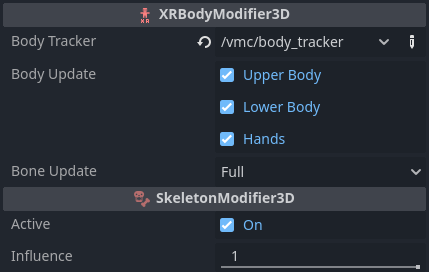 XRBodyModifier3D
Body Tracker /vmc/body_tracker
Body Update Upper Body
Lower Body
Hands
Bone Update Full
SkeletonModifier3D
Active On
Influence 1